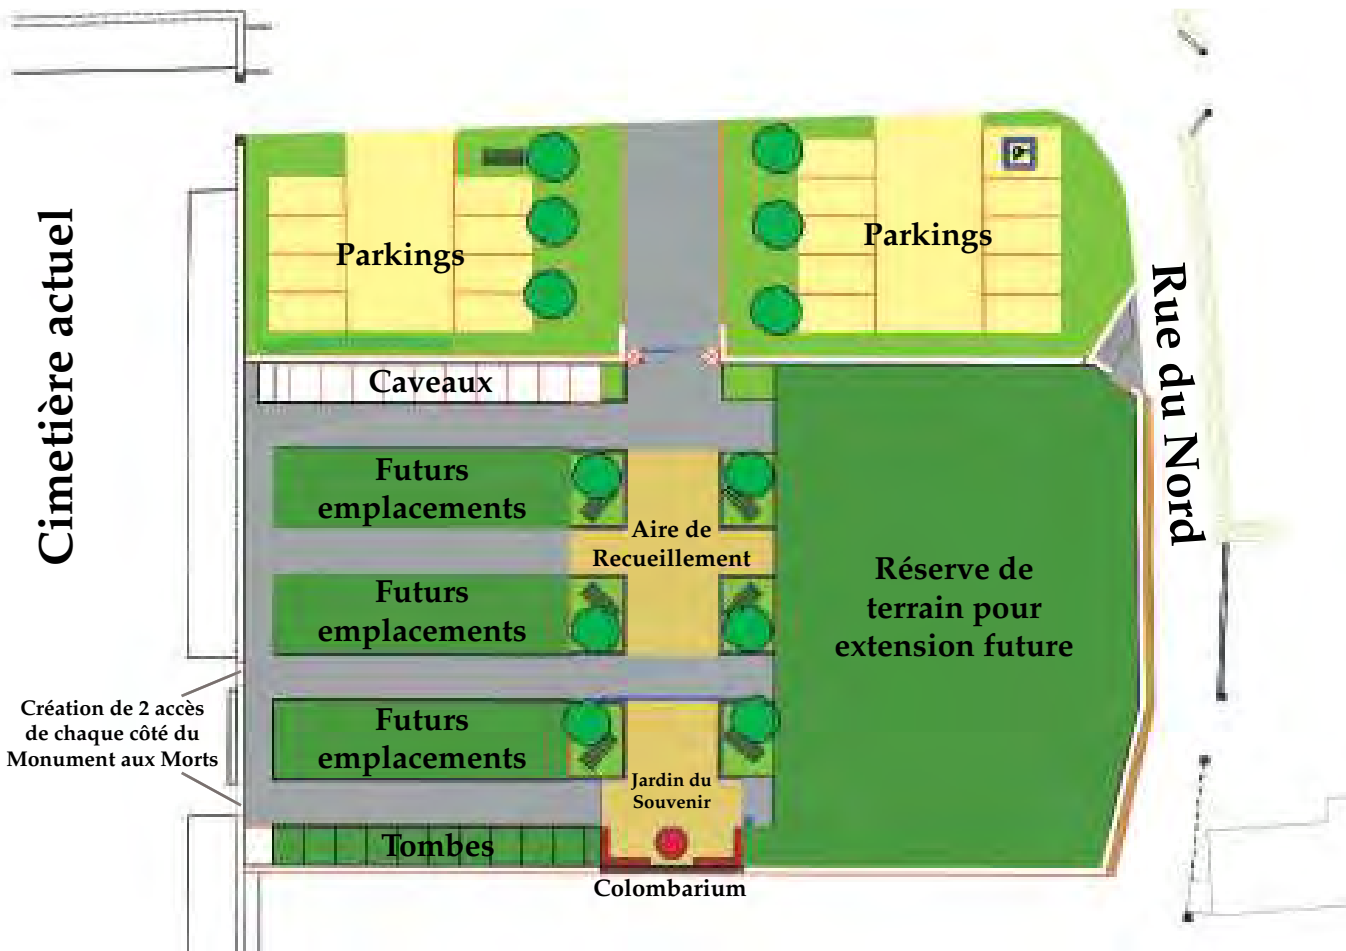 Parkings
Parkings
Cimetière actuel
Rue du Nord
Caveaux
Futurs
emplacements
Aire de
Recueillement
Futurs
emplacements
Réserve de
terrain pour
extension future
Création de 2 accès
de chaque côté du
Monument aux Morts
Futurs
emplacements
Jardin du
Souvenir
Tombes
Colombarium